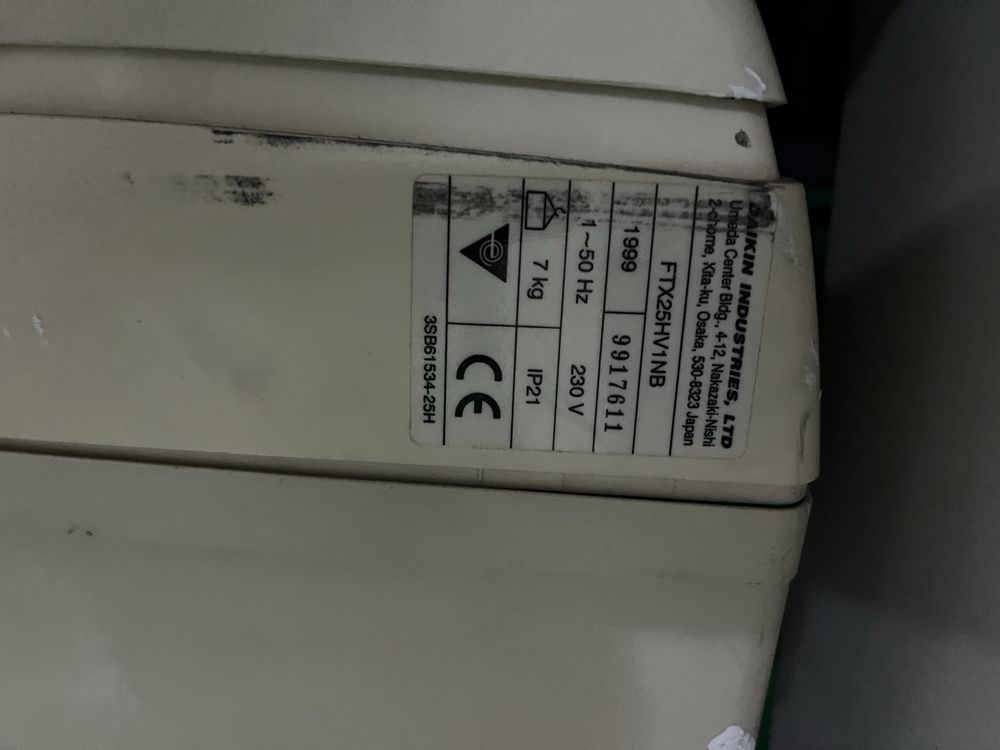 DAIKIN INDUSTRIES, LTD
Umeda Center Bldg., 4-12, Nakazaki-Nishi
2-chome, Kita-ku, Osaka, 530-8323 Japan
FTX25HV1NB
1999 9917611
1~50 Hz 230 V
7 kg IP21
e CE
3SB61534-25H